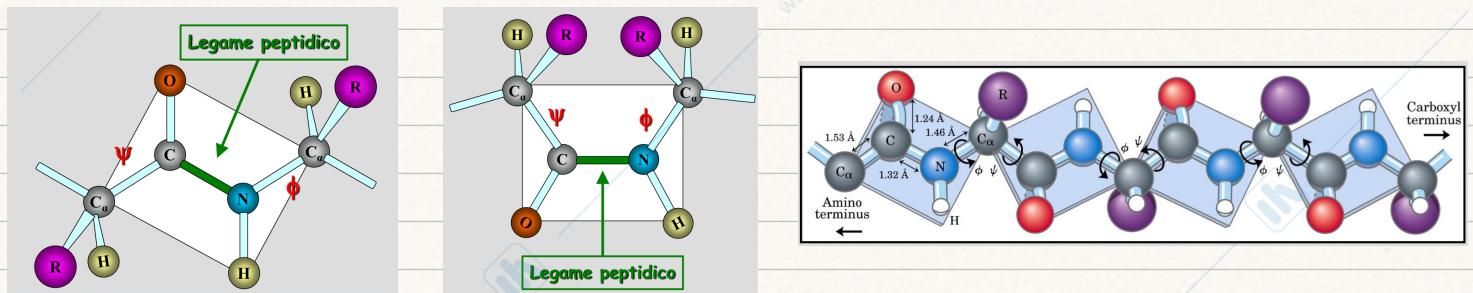 Legame peptidico
O
H
R
C
Cα
ψ
ϕ
Cα
N
R
H
H
H
R
R
H
Cα
Cα
ψ
ϕ
C
N
O
H
Legame peptidico
O
R
1.24 Å
1.53 Å
C
1.46 Å
Cα
Cα
1.32 Å
N
ϕ ψ
H
Amino
terminus
ϕ ψ
ϕ ψ
Carboxyl
terminus